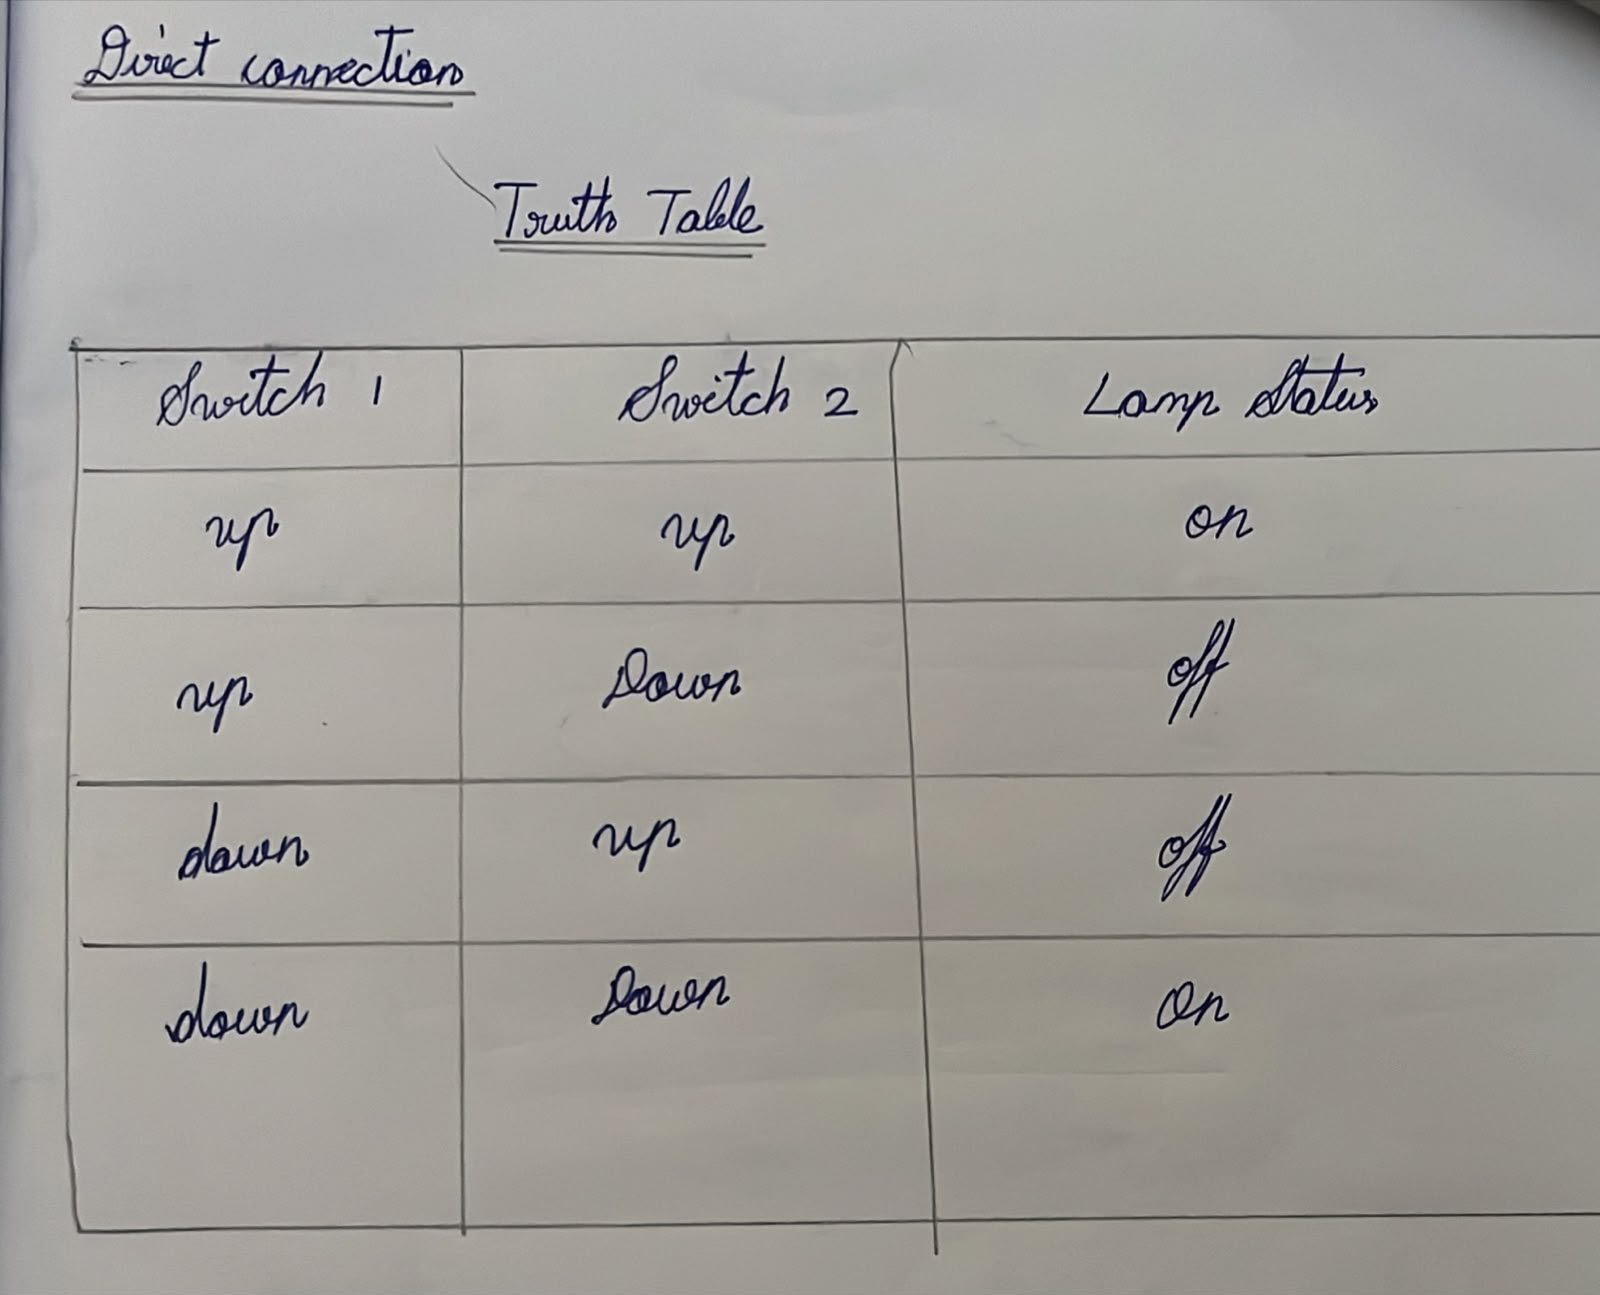 Direct connection
Truth Table
Switch 1 Switch 2 Lamp Status
up up on
up Down off
down up off
down Down On